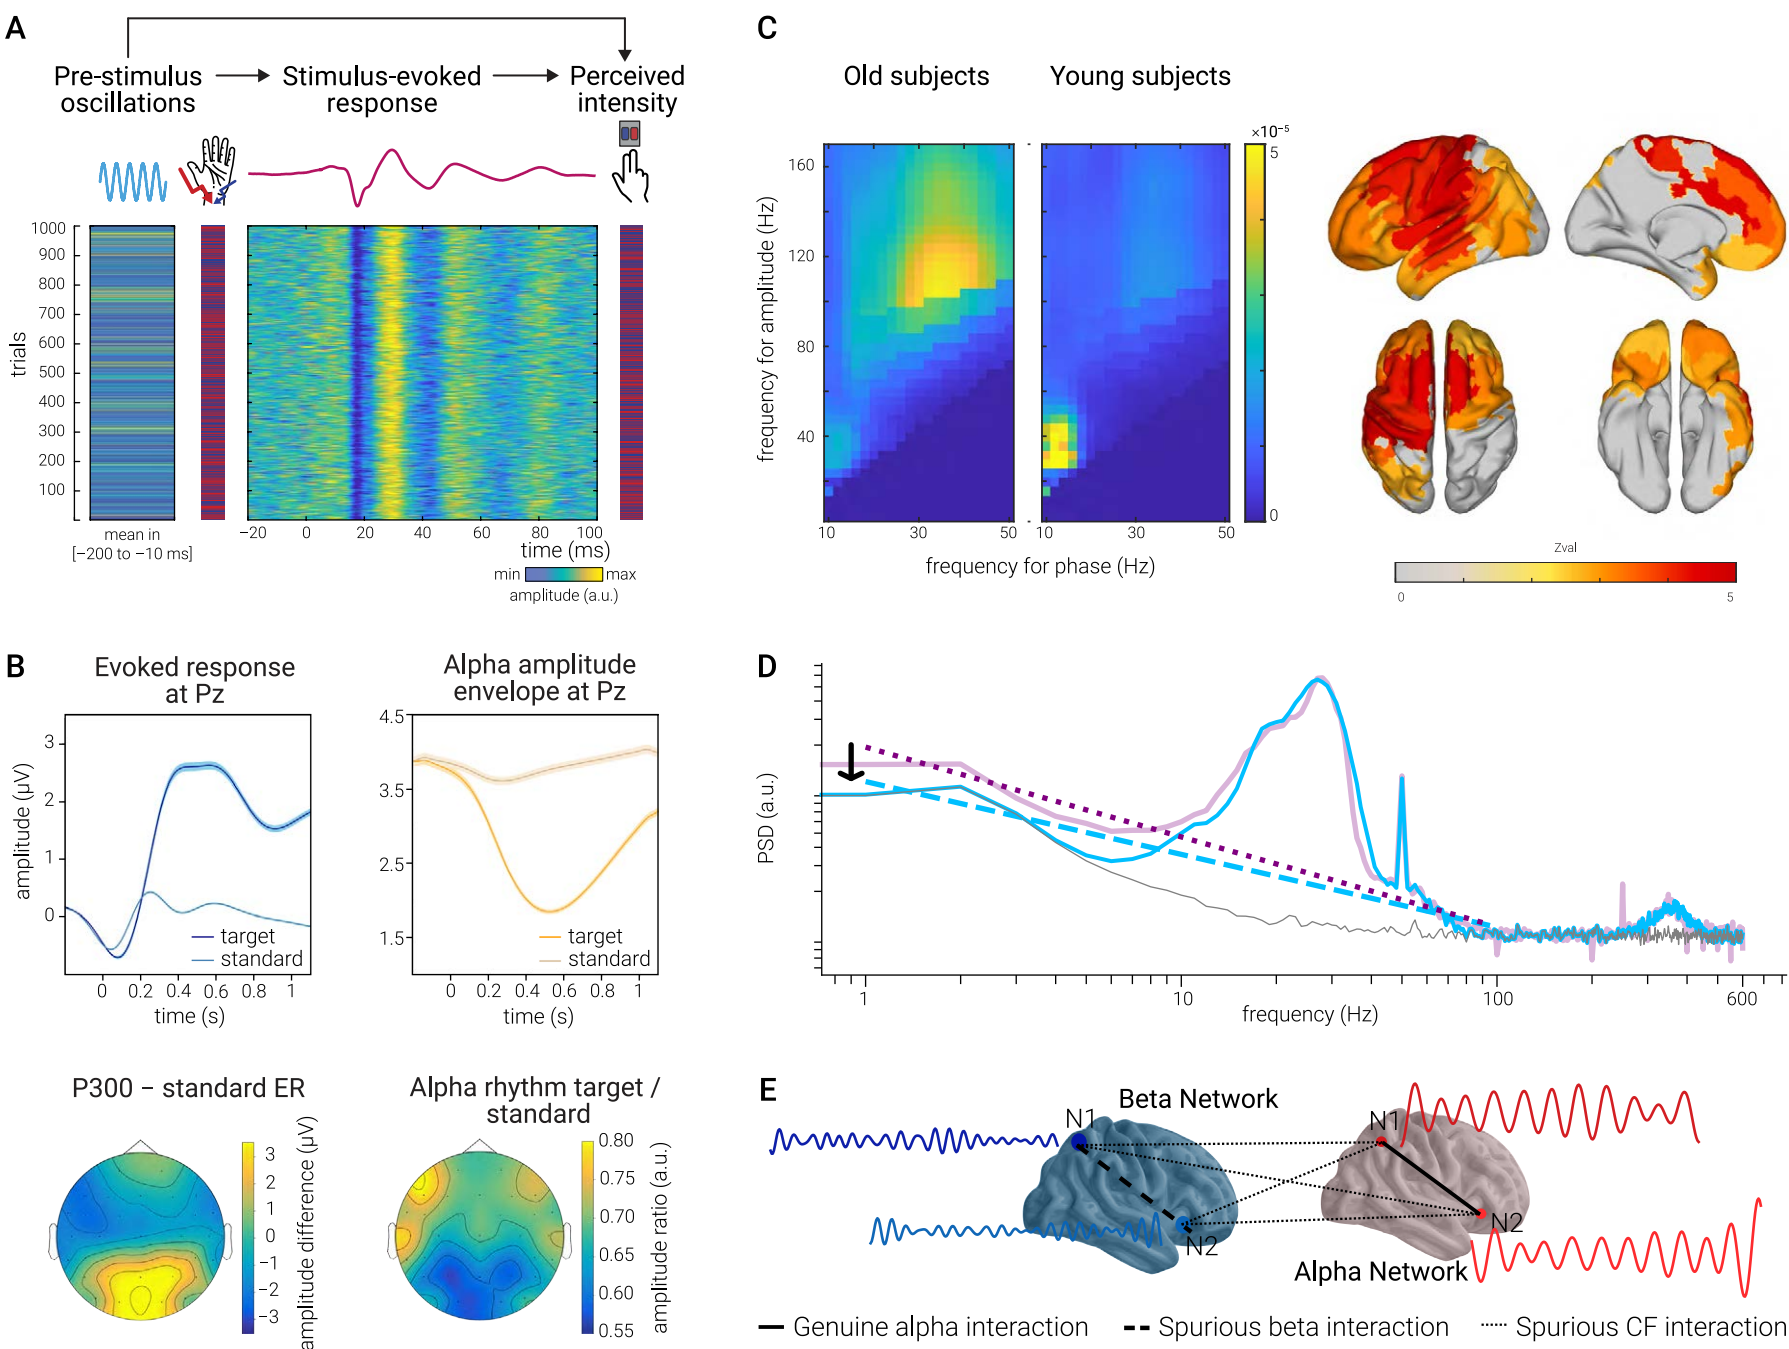 A
Pre-stimulus
oscillations
Stimulus-evoked
response
Perceived
intensity
trials
1000
900
800
700
600
500
400
300
200
100
mean in
[−200 to −10 ms]
−20 0 20 40 60 80 100
time (ms)
min max
amplitude (a.u.)
B
Evoked response
at Pz
amplitude (µV)
3
2
1
0
target
standard
0 0.2 0.4 0.6 0.8 1
time (s)
Alpha amplitude
envelope at Pz
4.5
3.5
2.5
1.5
target
standard
0 0.2 0.4 0.6 0.8 1
time (s)
P300 − standard ER
3
2
1
0
−1
−2
−3
amplitude difference (µV)
Alpha rhythm target /
standard
0.80
0.75
0.70
0.65
0.60
0.55
amplitude ratio (a.u.)
C
Old subjects
Young subjects
frequency for amplitude (Hz)
160
120
80
40
10 30 50
10 30 50
frequency for phase (Hz)
×10⁻⁵
5
0
Zval
0 5
D
PSD (a.u.)
1 10 100 600
frequency (Hz)
E
Beta Network
N1
N2
N1
N2
Alpha Network
Genuine alpha interaction
Spurious beta interaction
Spurious CF interaction